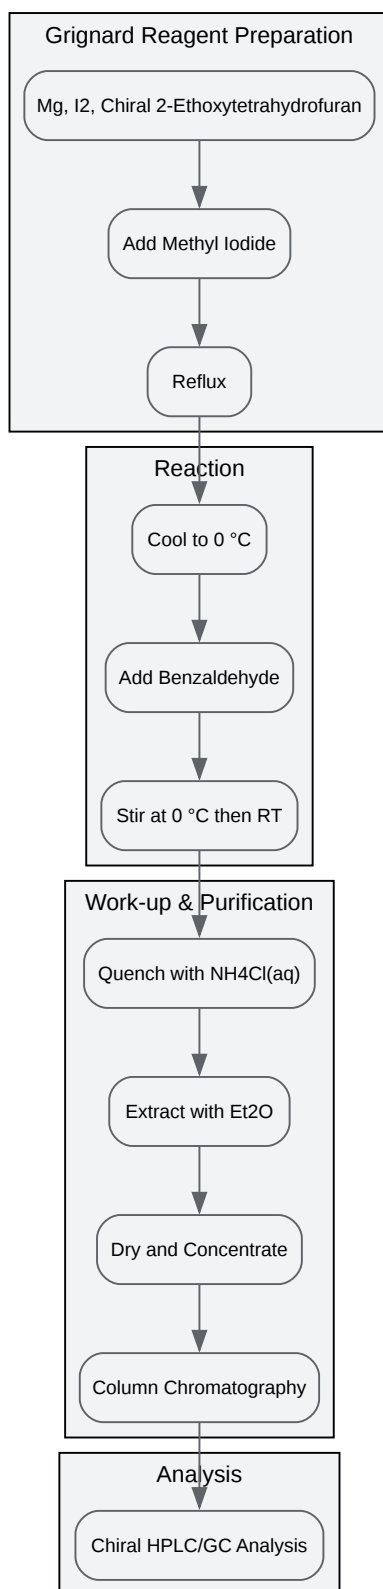 Grignard Reagent Preparation
Mg, I2, Chiral 2-Ethoxytetrahydrofuran
Add Methyl Iodide
Reflux
Reaction
Cool to 0 °C
Add Benzaldehyde
Stir at 0 °C then RT
Work-up & Purification
Quench with NH4Cl(aq)
Extract with Et2O
Dry and Concentrate
Column Chromatography
Analysis
Chiral HPLC/GC Analysis